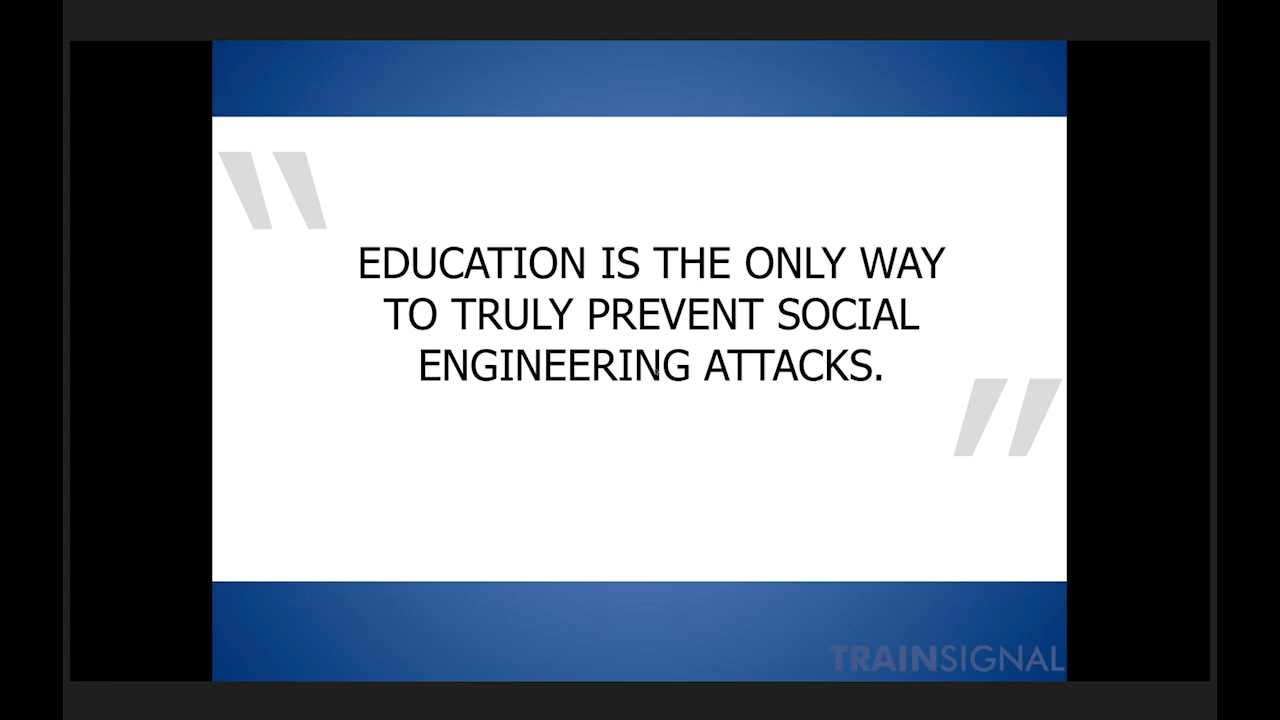 EDUCATION IS THE ONLY WAY
TO TRULY PREVENT SOCIAL
ENGINEERING ATTACKS.
TRAINSIGNAL